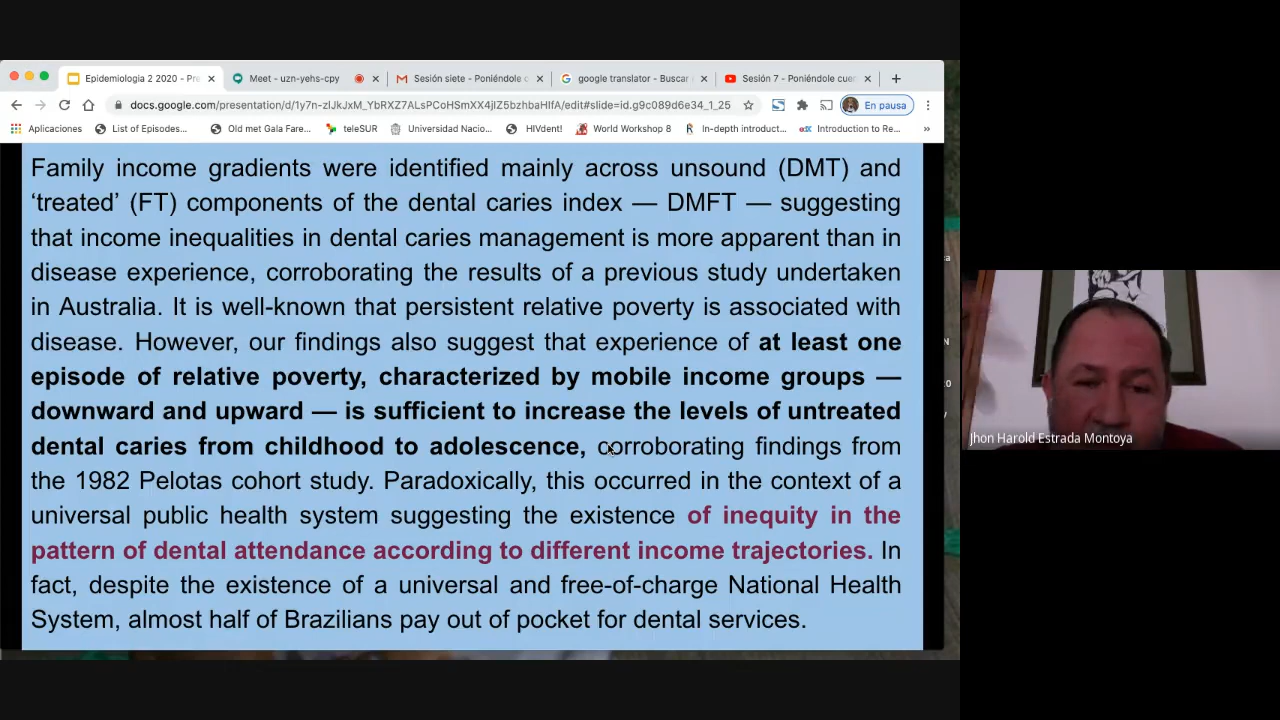 Epidemiologia 2 2020 - Pre
Meet - uzn-yehs-cpy
Sesión siete - Poniéndole c
google translator - Buscar
Sesión 7 - Poniéndole cue
docs.google.com/presentation/d/1y7n-zlJkJxM_YbRXZ7ALsPCoHSmXX4jIZ5bzhbaHIfA/edit#slide=id.g9c089d6e34_1_25
En pausa
Aplicaciones
List of Episodes...
Old met Gala Fare...
teleSUR
Universidad Nacio...
HIVdent!
World Workshop 8
In-depth introduct...
Introduction to Re...
»
Family income gradients were identified mainly across unsound (DMT) and
‘treated’ (FT) components of the dental caries index — DMFT — suggesting
that income inequalities in dental caries management is more apparent than in
disease experience, corroborating the results of a previous study undertaken
in Australia. It is well-known that persistent relative poverty is associated with
disease. However, our findings also suggest that experience of at least one
episode of relative poverty, characterized by mobile income groups —
downward and upward — is sufficient to increase the levels of untreated
dental caries from childhood to adolescence, corroborating findings from
the 1982 Pelotas cohort study. Paradoxically, this occurred in the context of a
universal public health system suggesting the existence of inequity in the
pattern of dental attendance according to different income trajectories. In
fact, despite the existence of a universal and free-of-charge National Health
System, almost half of Brazilians pay out of pocket for dental services.
Jhon Harold Estrada Montoya